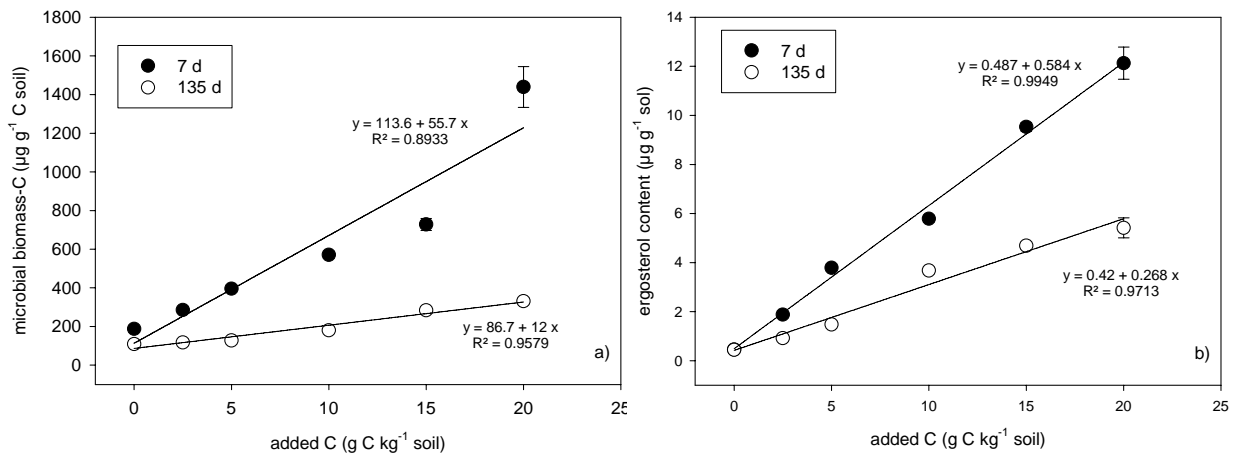 microbial biomass-C (µg g⁻¹ C soil)
1800
1600
1400
1200
1000
800
600
400
200
0
7 d
135 d
y = 113.6 + 55.7 x
R² = 0.8933
y = 86.7 + 12 x
R² = 0.9579
a)
0 5 10 15 20 25
added C (g C kg⁻¹ soil)
ergosterol content (µg g⁻¹ sol)
14
12
10
8
6
4
2
0
7 d
135 d
y = 0.487 + 0.584 x
R² = 0.9949
y = 0.42 + 0.268 x
R² = 0.9713
b)
0 5 10 15 20 25
added C (g C kg⁻¹ soil)